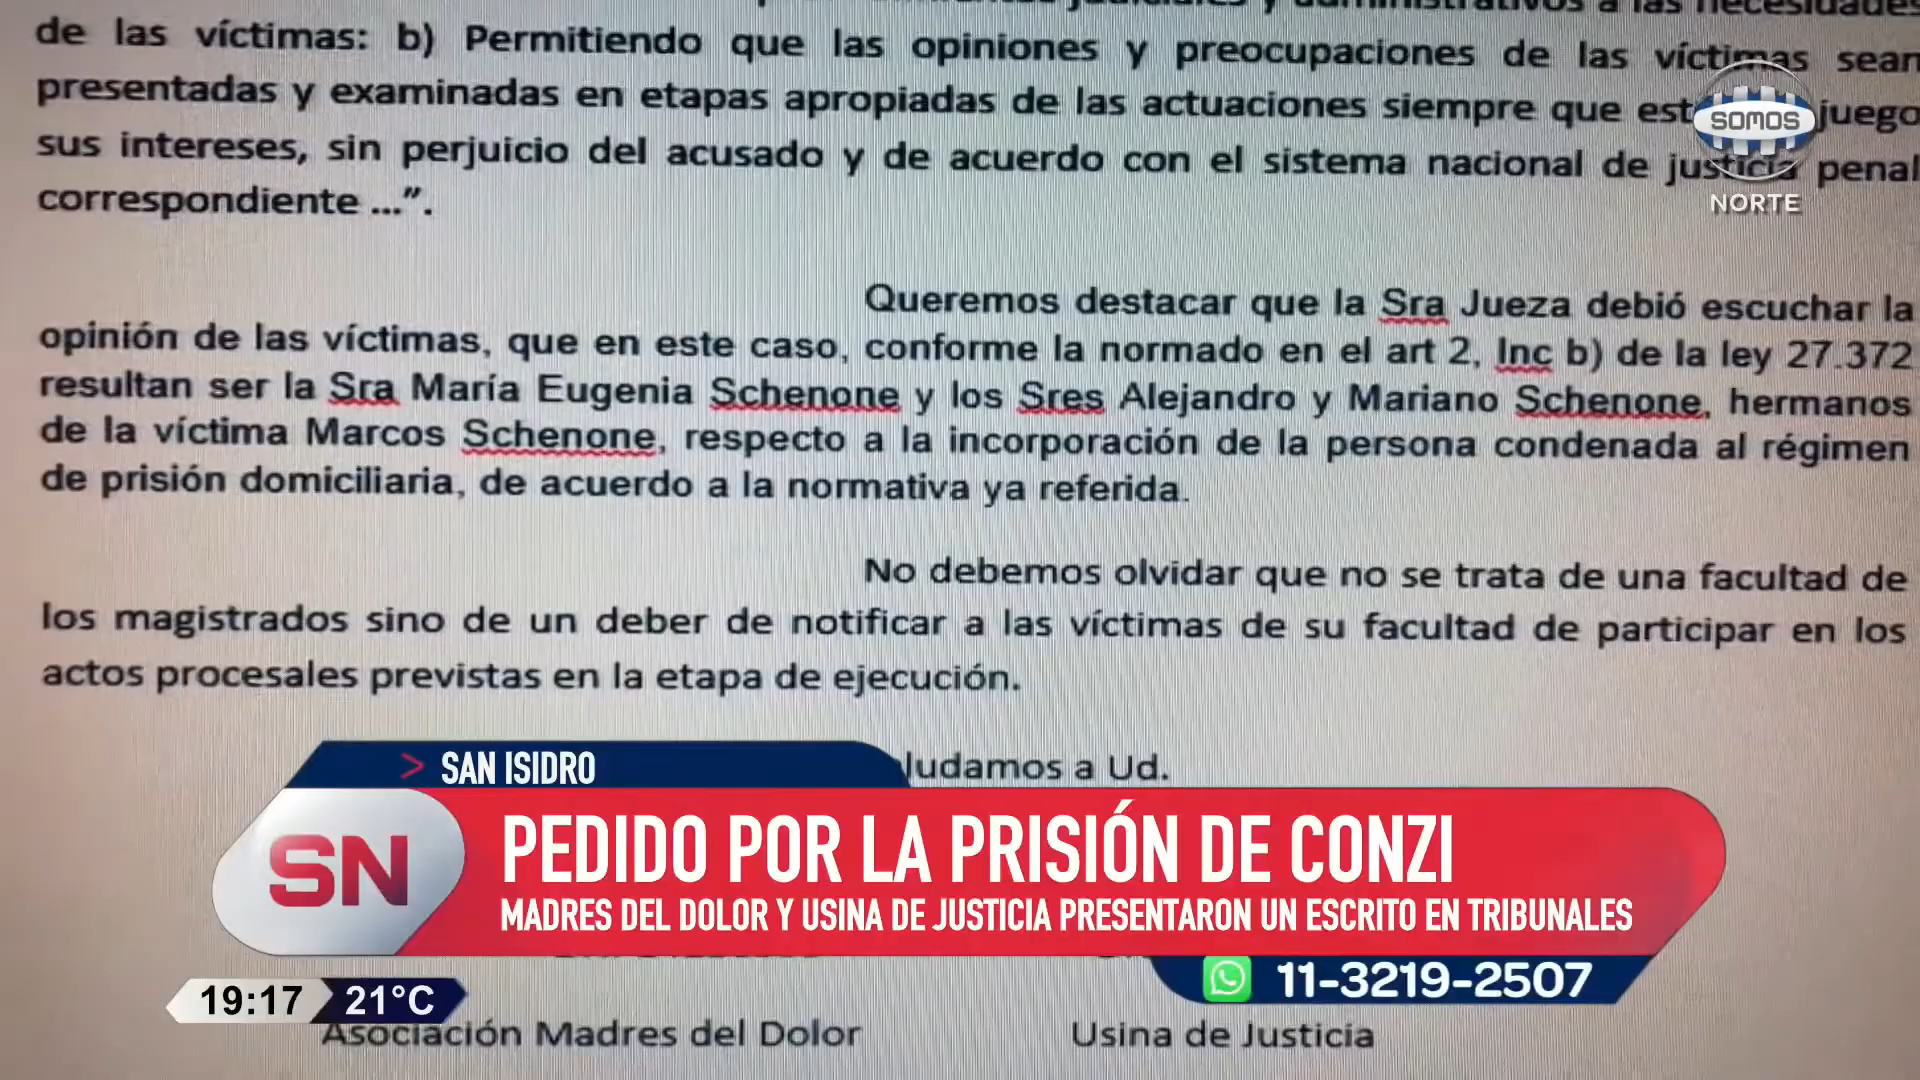 de las víctimas: b) Permitiendo que las opiniones y preocupaciones de las víctimas sean
presentadas y examinadas en etapas apropiadas de las actuaciones siempre que est juego
sus intereses, sin perjuicio del acusado y de acuerdo con el sistema nacional de justicia penal
correspondiente ...”.
SOMOS
NORTE
Queremos destacar que la Sra Jueza debió escuchar la
opinión de las víctimas, que en este caso, conforme la normado en el art 2, Inc b) de la ley 27.372
resultan ser la Sra María Eugenia Schenone y los Sres Alejandro y Mariano Schenone, hermanos
de la víctima Marcos Schenone, respecto a la incorporación de la persona condenada al régimen
de prisión domiciliaria, de acuerdo a la normativa ya referida.
No debemos olvidar que no se trata de una facultad de
los magistrados sino de un deber de notificar a las víctimas de su facultad de participar en los
actos procesales previstas en la etapa de ejecución.
ludamos a Ud.
> SAN ISIDRO
SN
PEDIDO POR LA PRISIÓN DE CONZI
MADRES DEL DOLOR Y USINA DE JUSTICIA PRESENTARON UN ESCRITO EN TRIBUNALES
11-3219-2507
19:17 21°C
Asociación Madres del Dolor Usina de Justicia